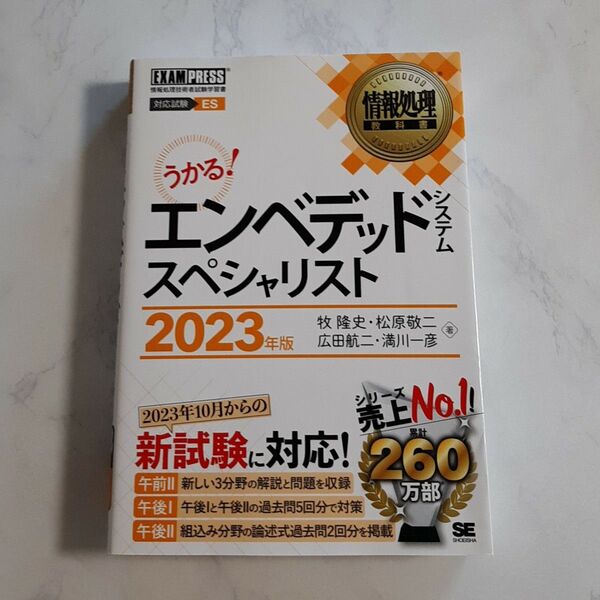 EXAMPRESS®
情報処理技術者試験学習書
対応試験 ES
情報処理
教科書
うかる!
エンベデッドシステム
スペシャリスト
2023年版
牧 隆史・松原敬二
広田航二・満川一彦 著
2023年10月からの
新試験に対応!
午前II 新しい3分野の解説と問題を収録
午後I 午後Iと午後IIの過去問5回分で対策
午後II 組込み分野の論述式過去問2回分を掲載
シリーズ
売上No.1!
累計
260
万部
SE
SHOEISHA